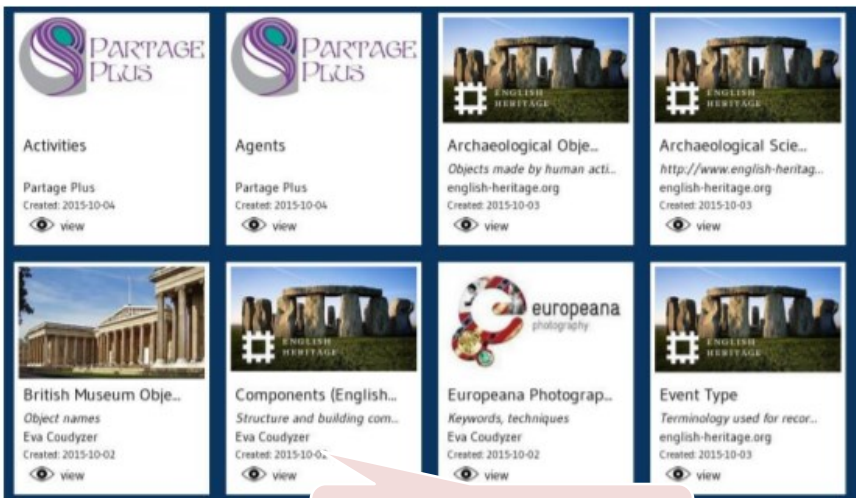 PARTAGE
PLUS
Activities
Partage Plus
Created: 2015-10-04
view
PARTAGE
PLUS
Agents
Partage Plus
Created: 2015-10-04
view
ENGLISH
HERITAGE
Archaeological Obje...
Objects made by human acti...
english-heritage.org
Created: 2015-10-03
view
ENGLISH
HERITAGE
Archaeological Scie...
http://www.english-heritag...
english-heritage.org
Created: 2015-10-03
view
British Museum Obje...
Object names
Eva Coudyzer
Created: 2015-10-02
view
ENGLISH
HERITAGE
Components (English...
Structure and building com...
Eva Coudyzer
Created: 2015-10-02
view
europeana
photography
Europeana Photograp...
Keywords, techniques
Eva Coudyzer
Created: 2015-10-02
view
ENGLISH
HERITAGE
Event Type
Terminology used for recor...
english-heritage.org
Created: 2015-10-03
view